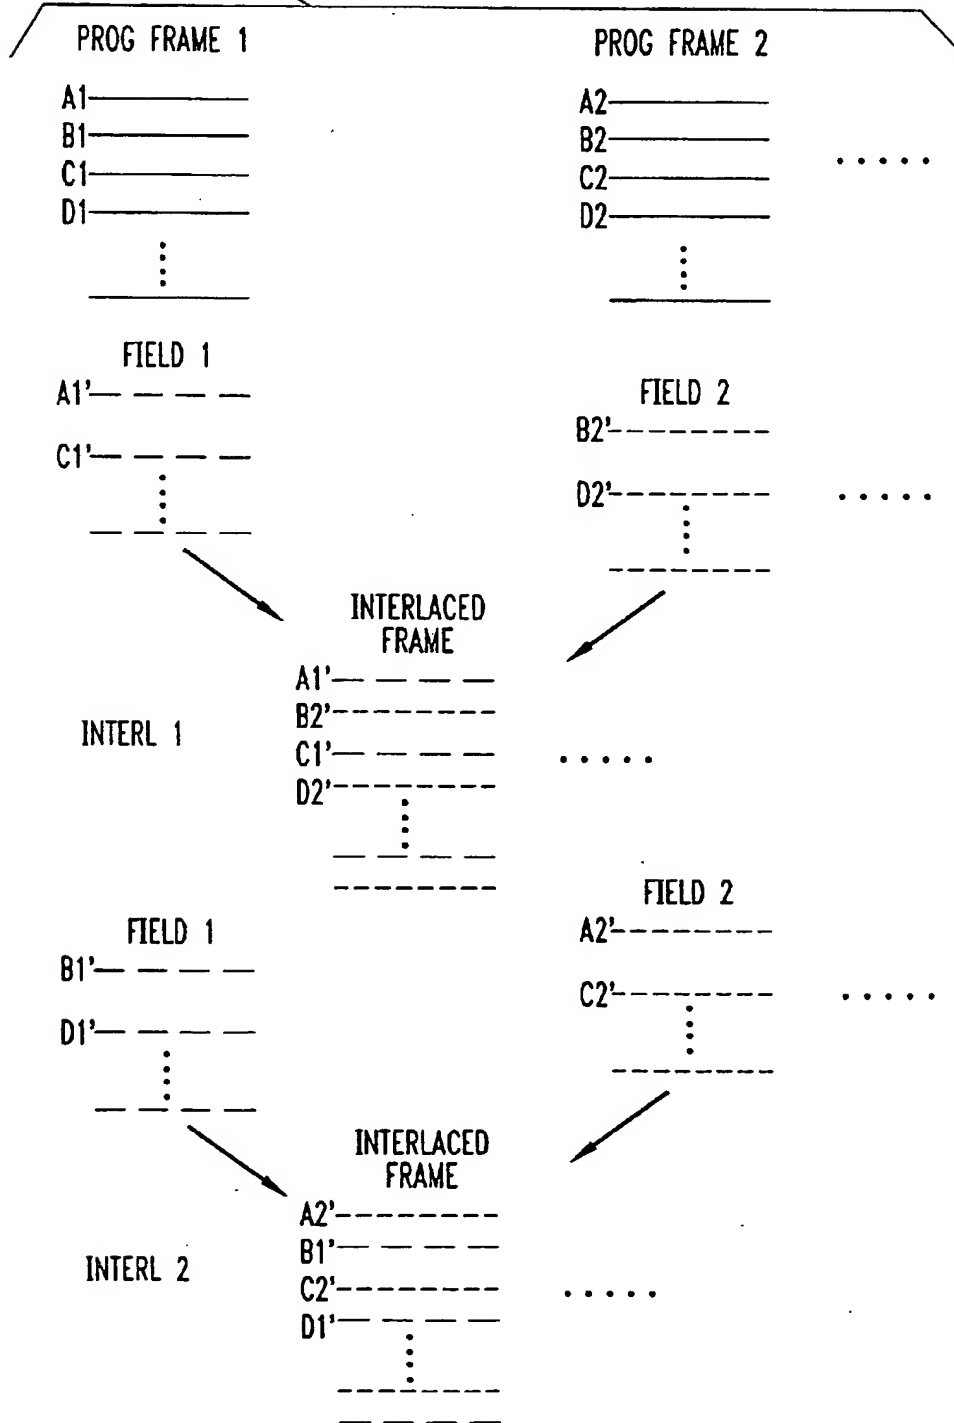 PROG FRAME 1
A1
B1
C1
D1
PROG FRAME 2
A2
B2
C2
D2
FIELD 1
A1'
C1'
FIELD 2
B2'
D2'
INTERLACED
FRAME
INTERL 1
A1'
B2'
C1'
D2'
FIELD 1
B1'
D1'
FIELD 2
A2'
C2'
INTERLACED
FRAME
INTERL 2
A2'
B1'
C2'
D1'